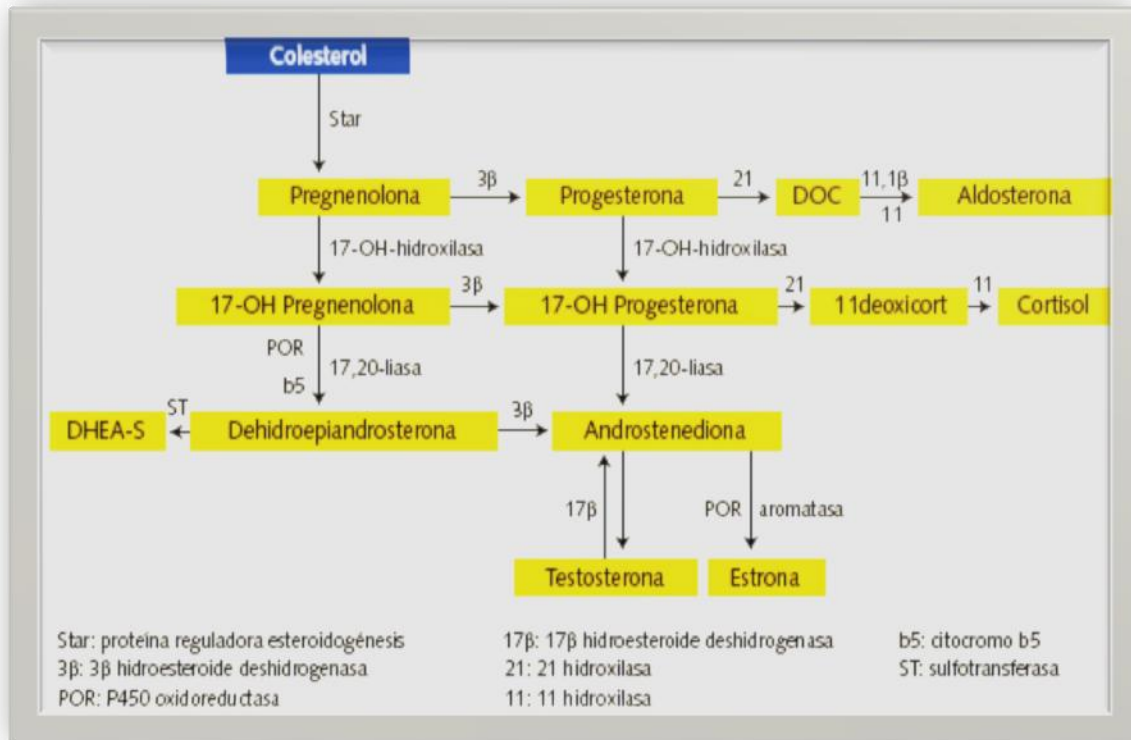 Colesterol
Star
Pregnenolona
3β
Progesterona
21
DOC
11,1β
11
Aldosterona
17-OH-hidroxilasa
17-OH-hidroxilasa
17-OH Pregnenolona
3β
17-OH Progesterona
21
11deoxicort
11
Cortisol
POR
b5
17,20-liasa
17,20-liasa
DHEA-S
ST
Dehidroepiandrosterona
3β
Androstenediona
17β
POR
aromatasa
Testosterona
Estrona
Star: proteína reguladora esteroidogénesis
3β: 3β hidroesteroide deshidrogenasa
POR: P450 oxidoreductasa
17β: 17β hidroesteroide deshidrogenasa
21: 21 hidroxilasa
11: 11 hidroxilasa
b5: citocromo b5
ST: sulfotransferasa